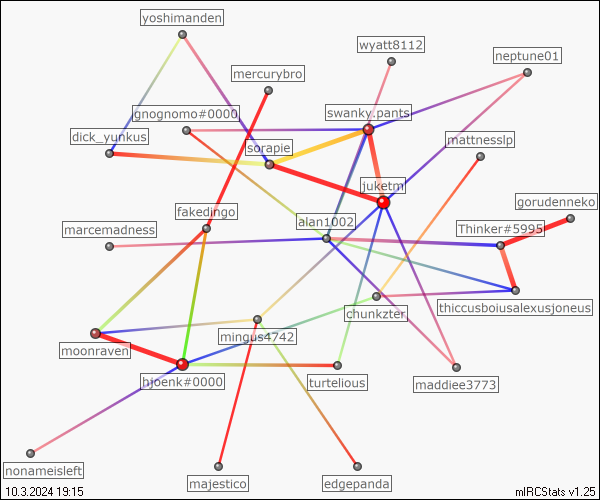 yoshimanden
wyatt8112
neptune01
mercurybro
gnognomo#0000
swanky.pants
dick_yunkus
sorapie
mattnesslp
juketm
gorudenneko
fakedingo
alan1002
marcemadness
Thinker#5995
chunkzter
thiccusboiusalexusjoneus
mingus4742
moonraven
hjoenk#0000
turtelious
maddiee3773
nonameisleft
majestico
edgepanda
10.3.2024 19:15
mIRCStats v1.25